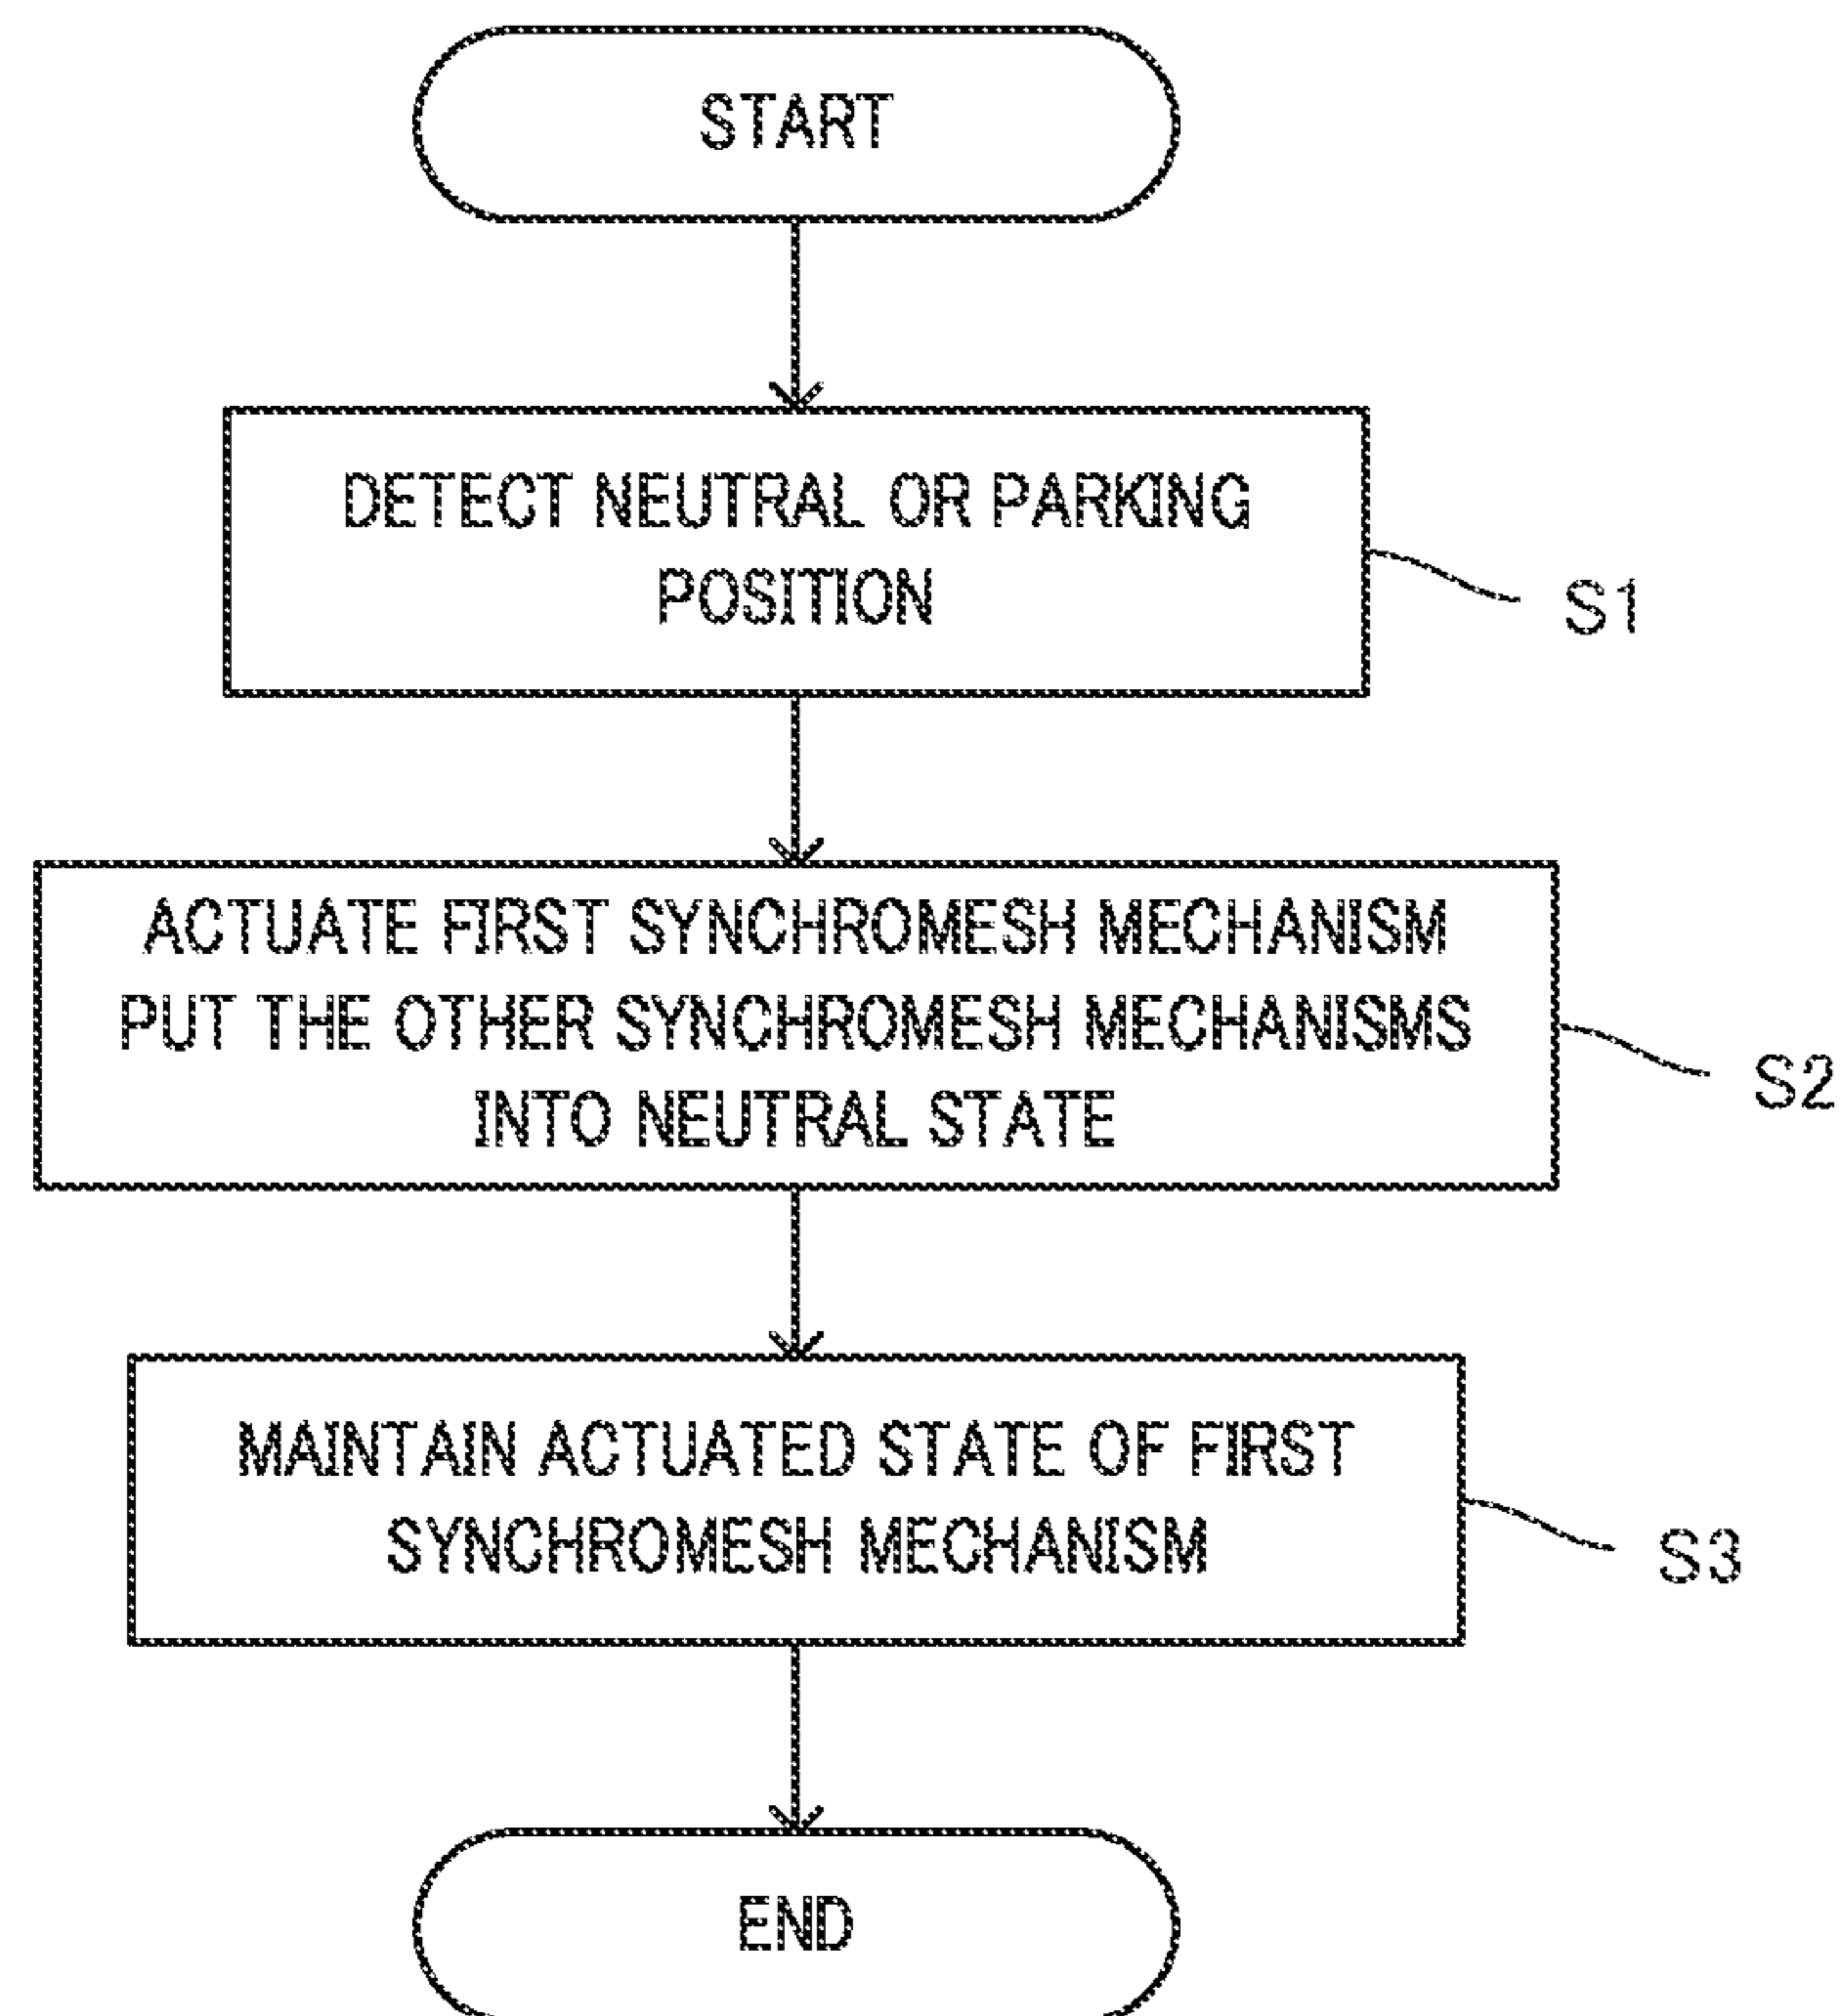 START
DETECT NEUTRAL OR PARKING
POSITION
S1
ACTUATE FIRST SYNCHROMESH MECHANISM
PUT THE OTHER SYNCHROMESH MECHANISMS
INTO NEUTRAL STATE
S2
MAINTAIN ACTUATED STATE OF FIRST
SYNCHROMESH MECHANISM
S3
END